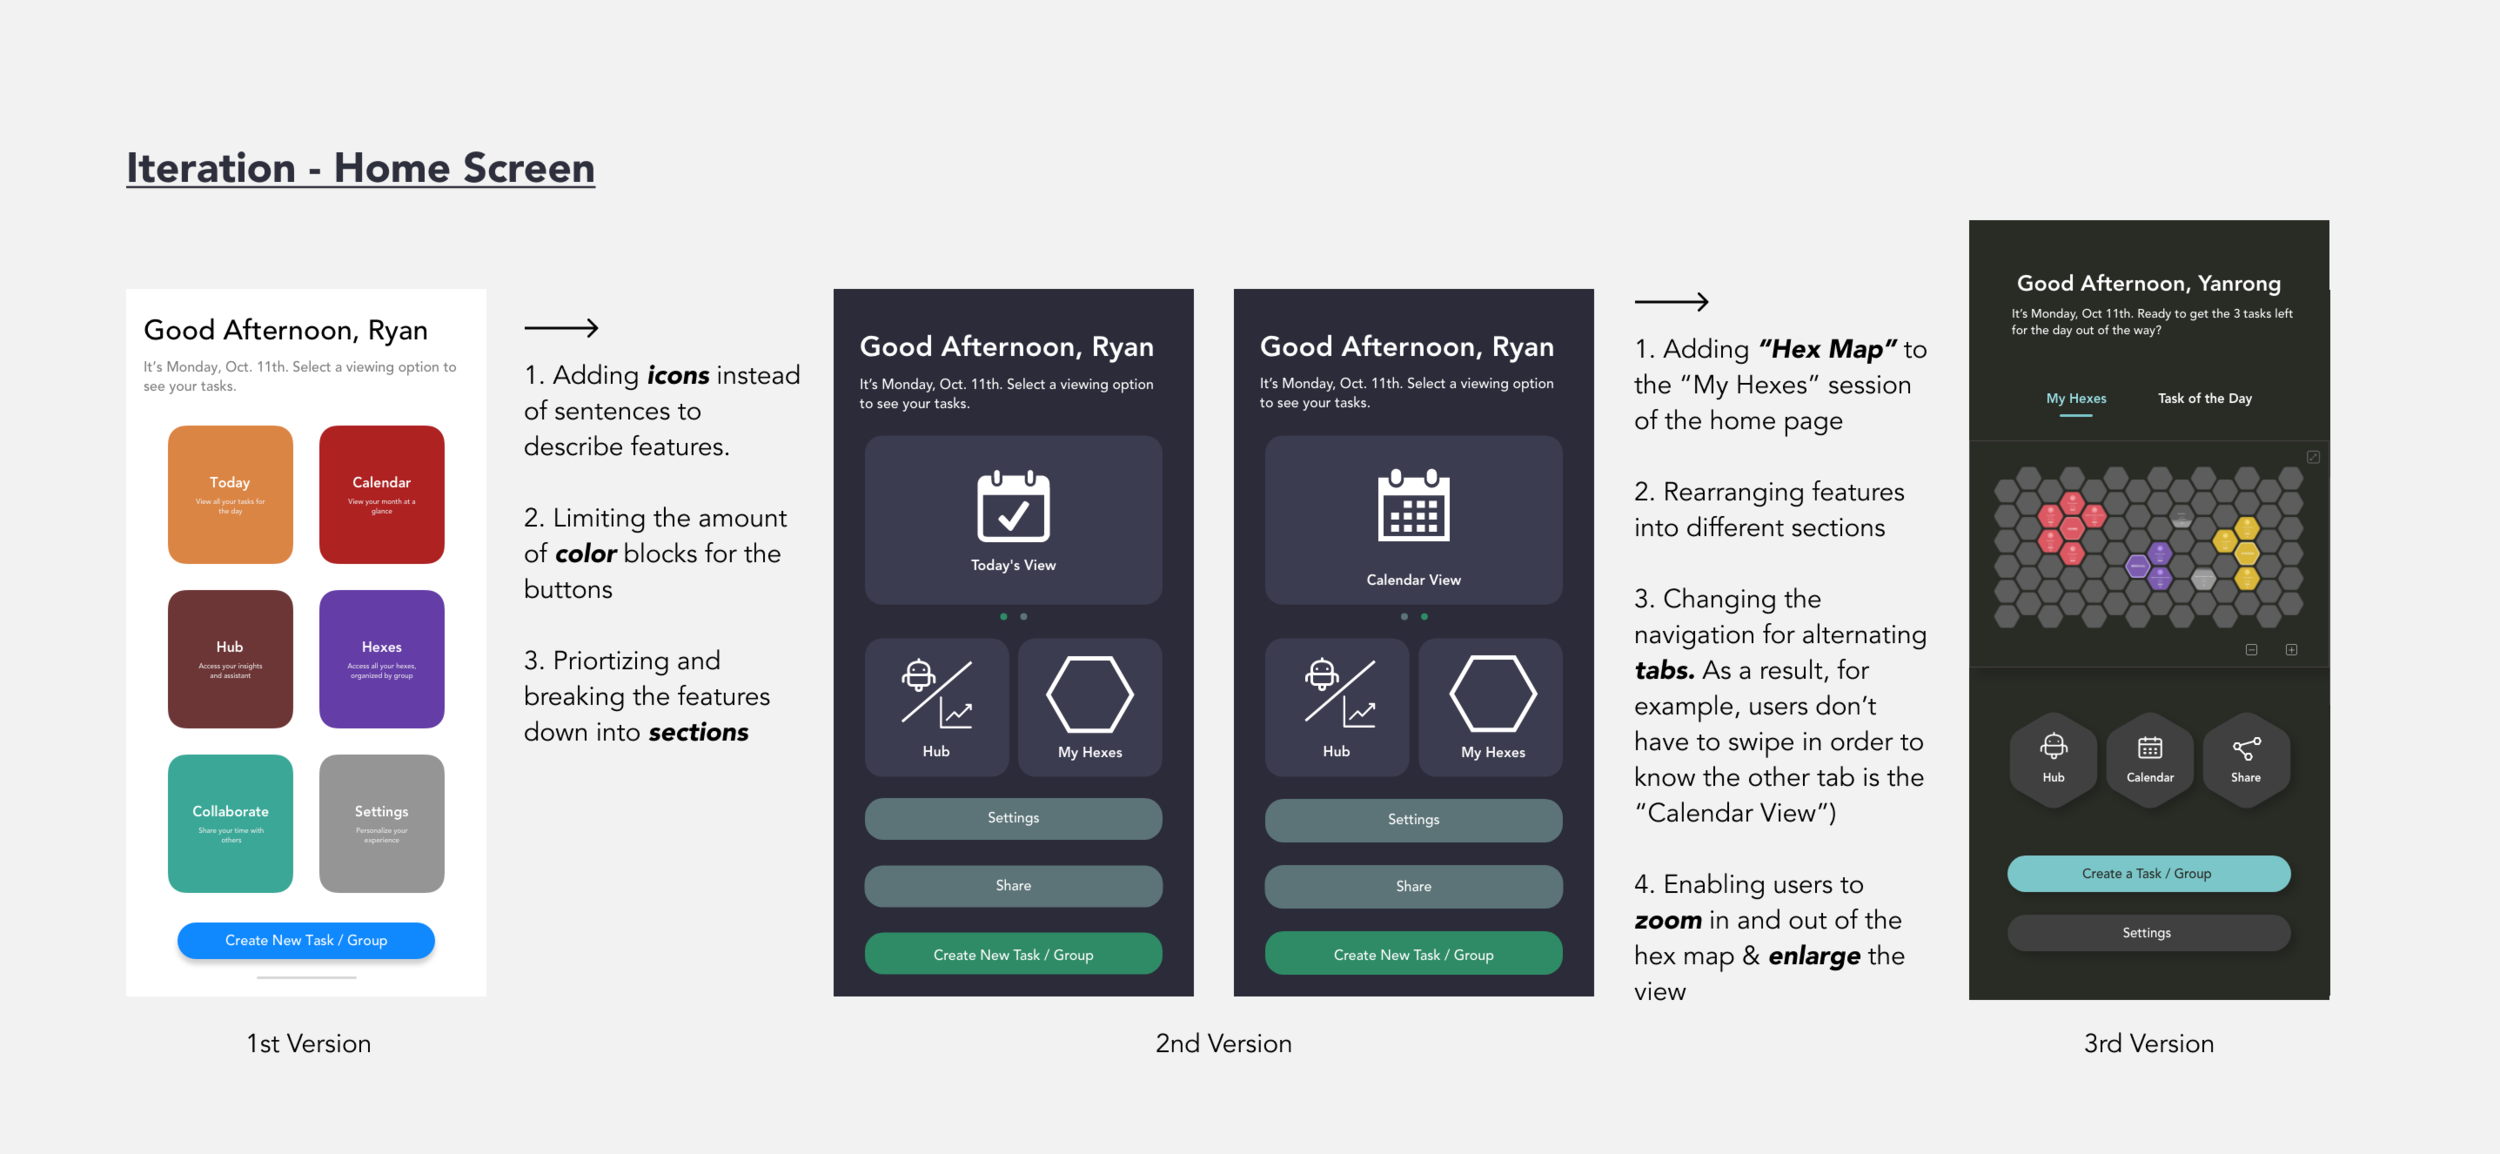 Iteration - Home Screen
Good Afternoon, Ryan
It's Monday, Oct. 11th. Select a viewing option to
see your tasks.
Today
View all your tasks for
the day
Calendar
View your month at a
glance
Hub
Access your insights
and assistant
Hexes
Access all your hexes,
organized by group
Collaborate
Share your time with
others
Settings
Personalize your
experience
Create New Task / Group
1st Version
1. Adding icons instead
of sentences to
describe features.
2. Limiting the amount
of color blocks for the
buttons
3. Priortizing and
breaking the features
down into sections
Good Afternoon, Ryan
It's Monday, Oct. 11th. Select a viewing option
to see your tasks.
Today's View
Hub
My Hexes
Settings
Share
Create New Task / Group
Good Afternoon, Ryan
It's Monday, Oct. 11th. Select a viewing option
to see your tasks.
Calendar View
Hub
My Hexes
Settings
Share
Create New Task / Group
2nd Version
1. Adding “Hex Map” to
the “My Hexes” session
of the home page
2. Rearranging features
into different sections
3. Changing the
navigation for alternating
tabs. As a result, for
example, users don’t
have to swipe in order to
know the other tab is the
“Calendar View”)
4. Enabling users to
zoom in and out of the
hex map & enlarge the
view
Good Afternoon, Yanrong
It's Monday, Oct 11th. Ready to get the 3 tasks left
for the day out of the way?
My Hexes
Task of the Day
Hub
Calendar
Share
Create a Task / Group
Settings
3rd Version